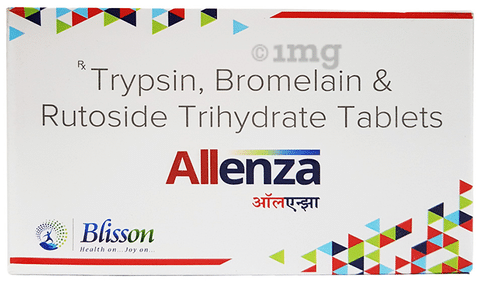 ©1mg
Rx Trypsin, Bromelain &
Rutoside Trihydrate Tablets
Allenza
ऑलएन्झा
Blisson
Health on... Joy on...